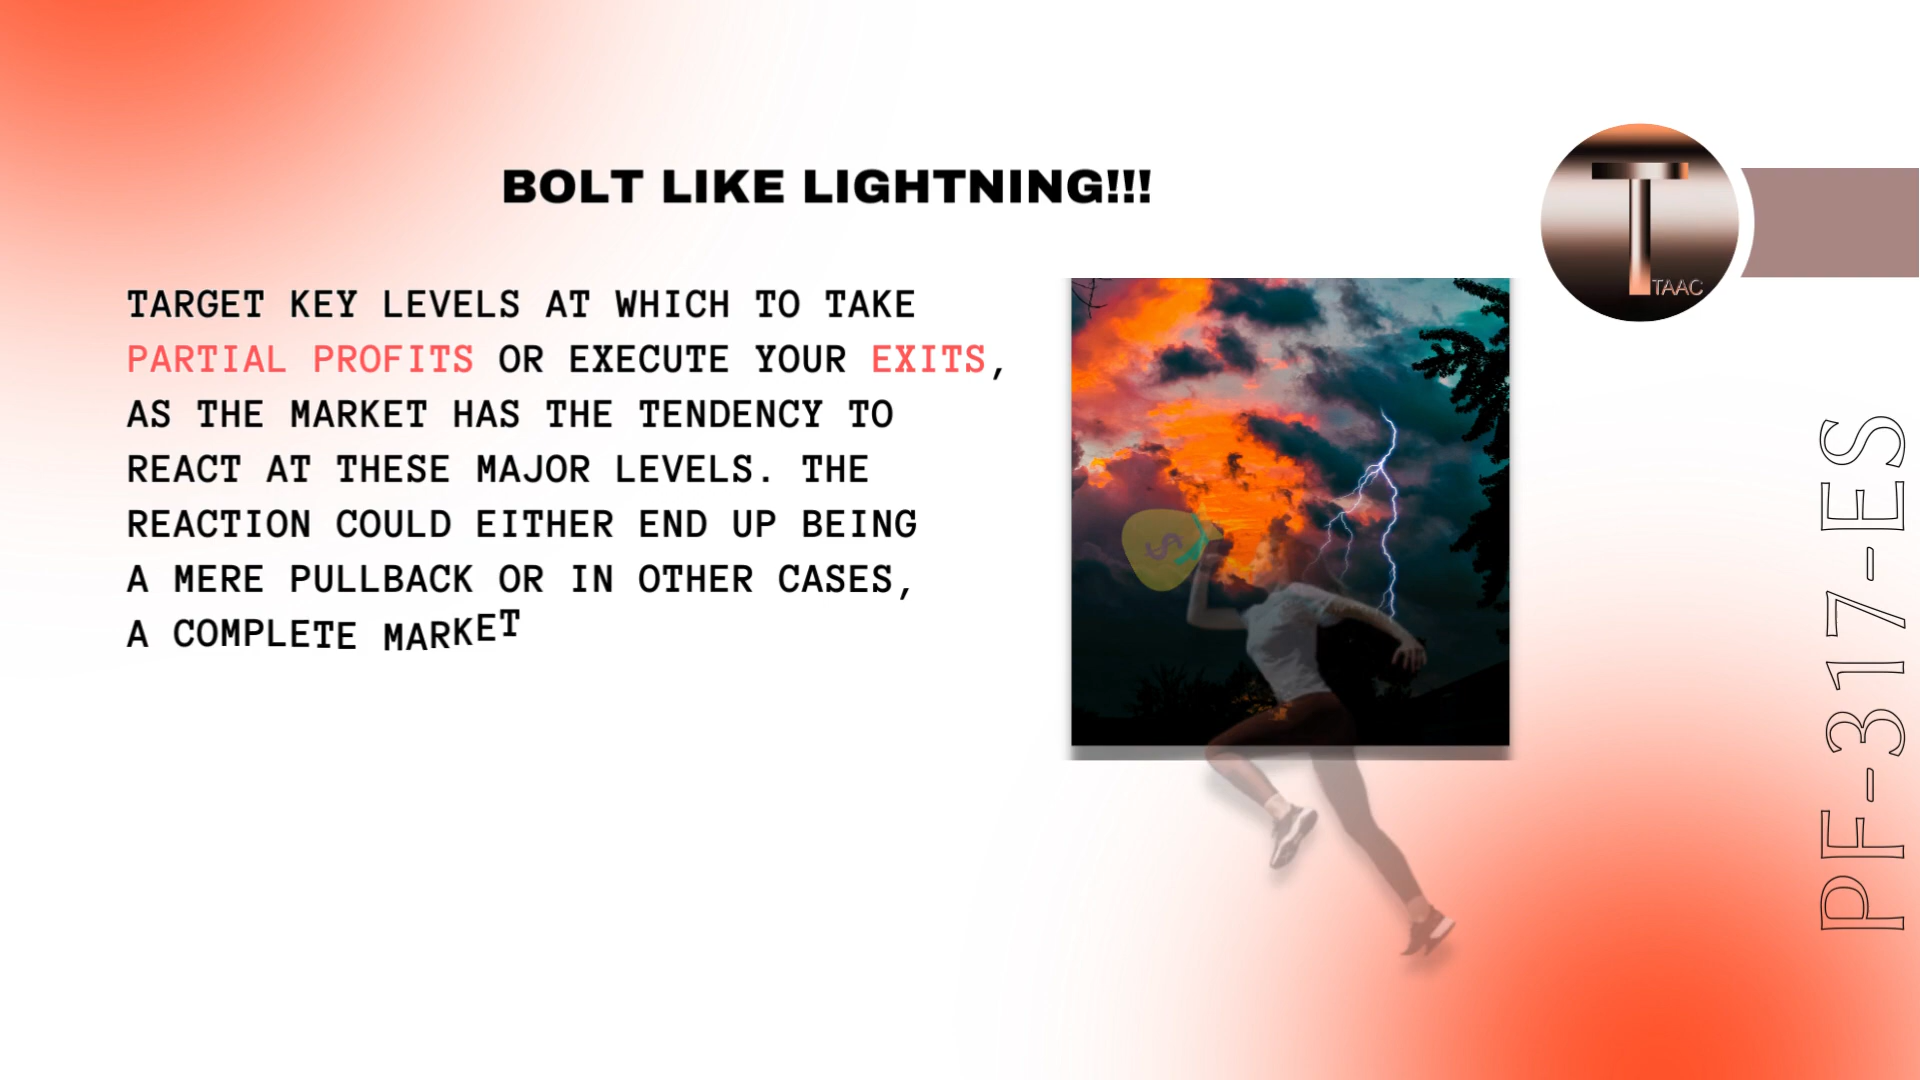 BOLT LIKE LIGHTNING!!!
TARGET KEY LEVELS AT WHICH TO TAKE
PARTIAL PROFITS OR EXECUTE YOUR EXITS,
AS THE MARKET HAS THE TENDENCY TO
REACT AT THESE MAJOR LEVELS. THE
REACTION COULD EITHER END UP BEING
A MERE PULLBACK OR IN OTHER CASES,
A COMPLETE MARKET
$
T
TAAC
PF-317-ES